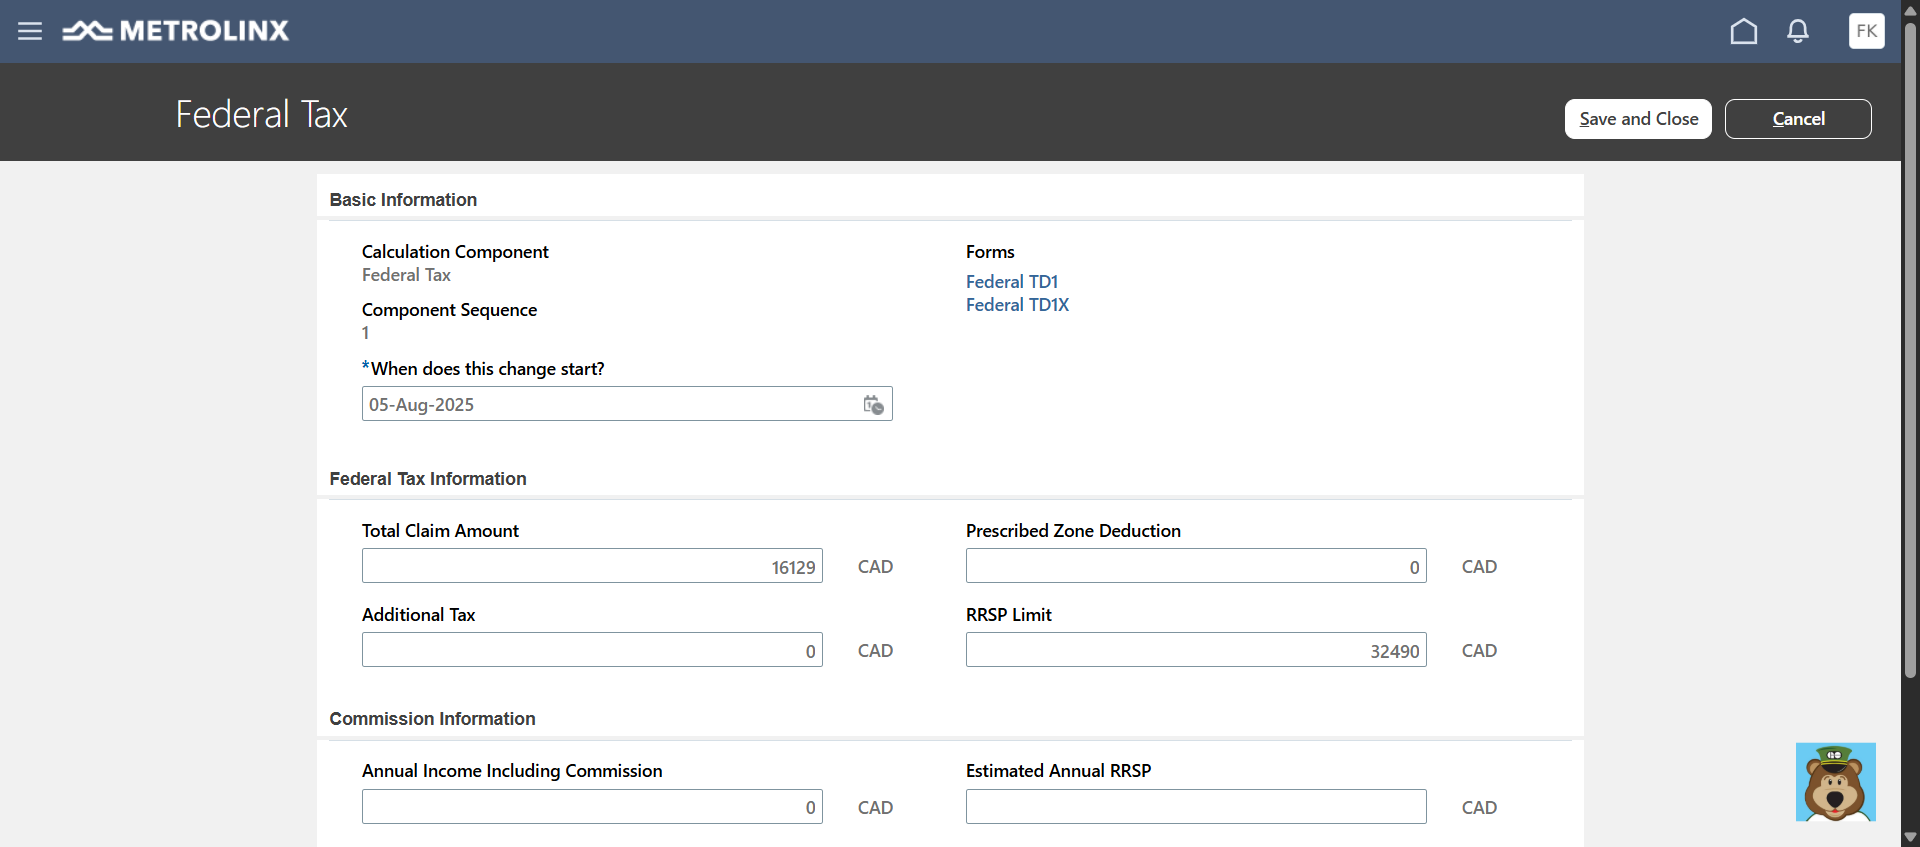 METROLINX
FK
Federal Tax
Save and Close
Cancel
Basic Information
Calculation Component
Federal Tax
Component Sequence
1
*When does this change start?
05-Aug-2025
Forms
Federal TD1
Federal TD1X
Federal Tax Information
Total Claim Amount
16129 CAD
Prescribed Zone Deduction
0 CAD
Additional Tax
0 CAD
RRSP Limit
32490 CAD
Commission Information
Annual Income Including Commission
0 CAD
Estimated Annual RRSP
CAD